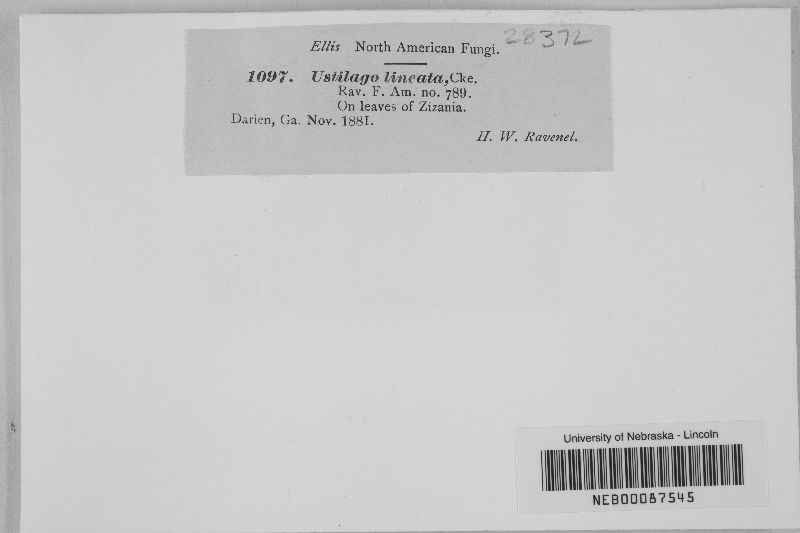 Ellis North American Fungi.
28372
1097. Ustilago lineata, Cke.
Rav. F. Am. no. 789.
On leaves of Zizania.
Darien, Ga. Nov. 1881.
H. W. Ravenel.
University of Nebraska - Lincoln
NEB00087545